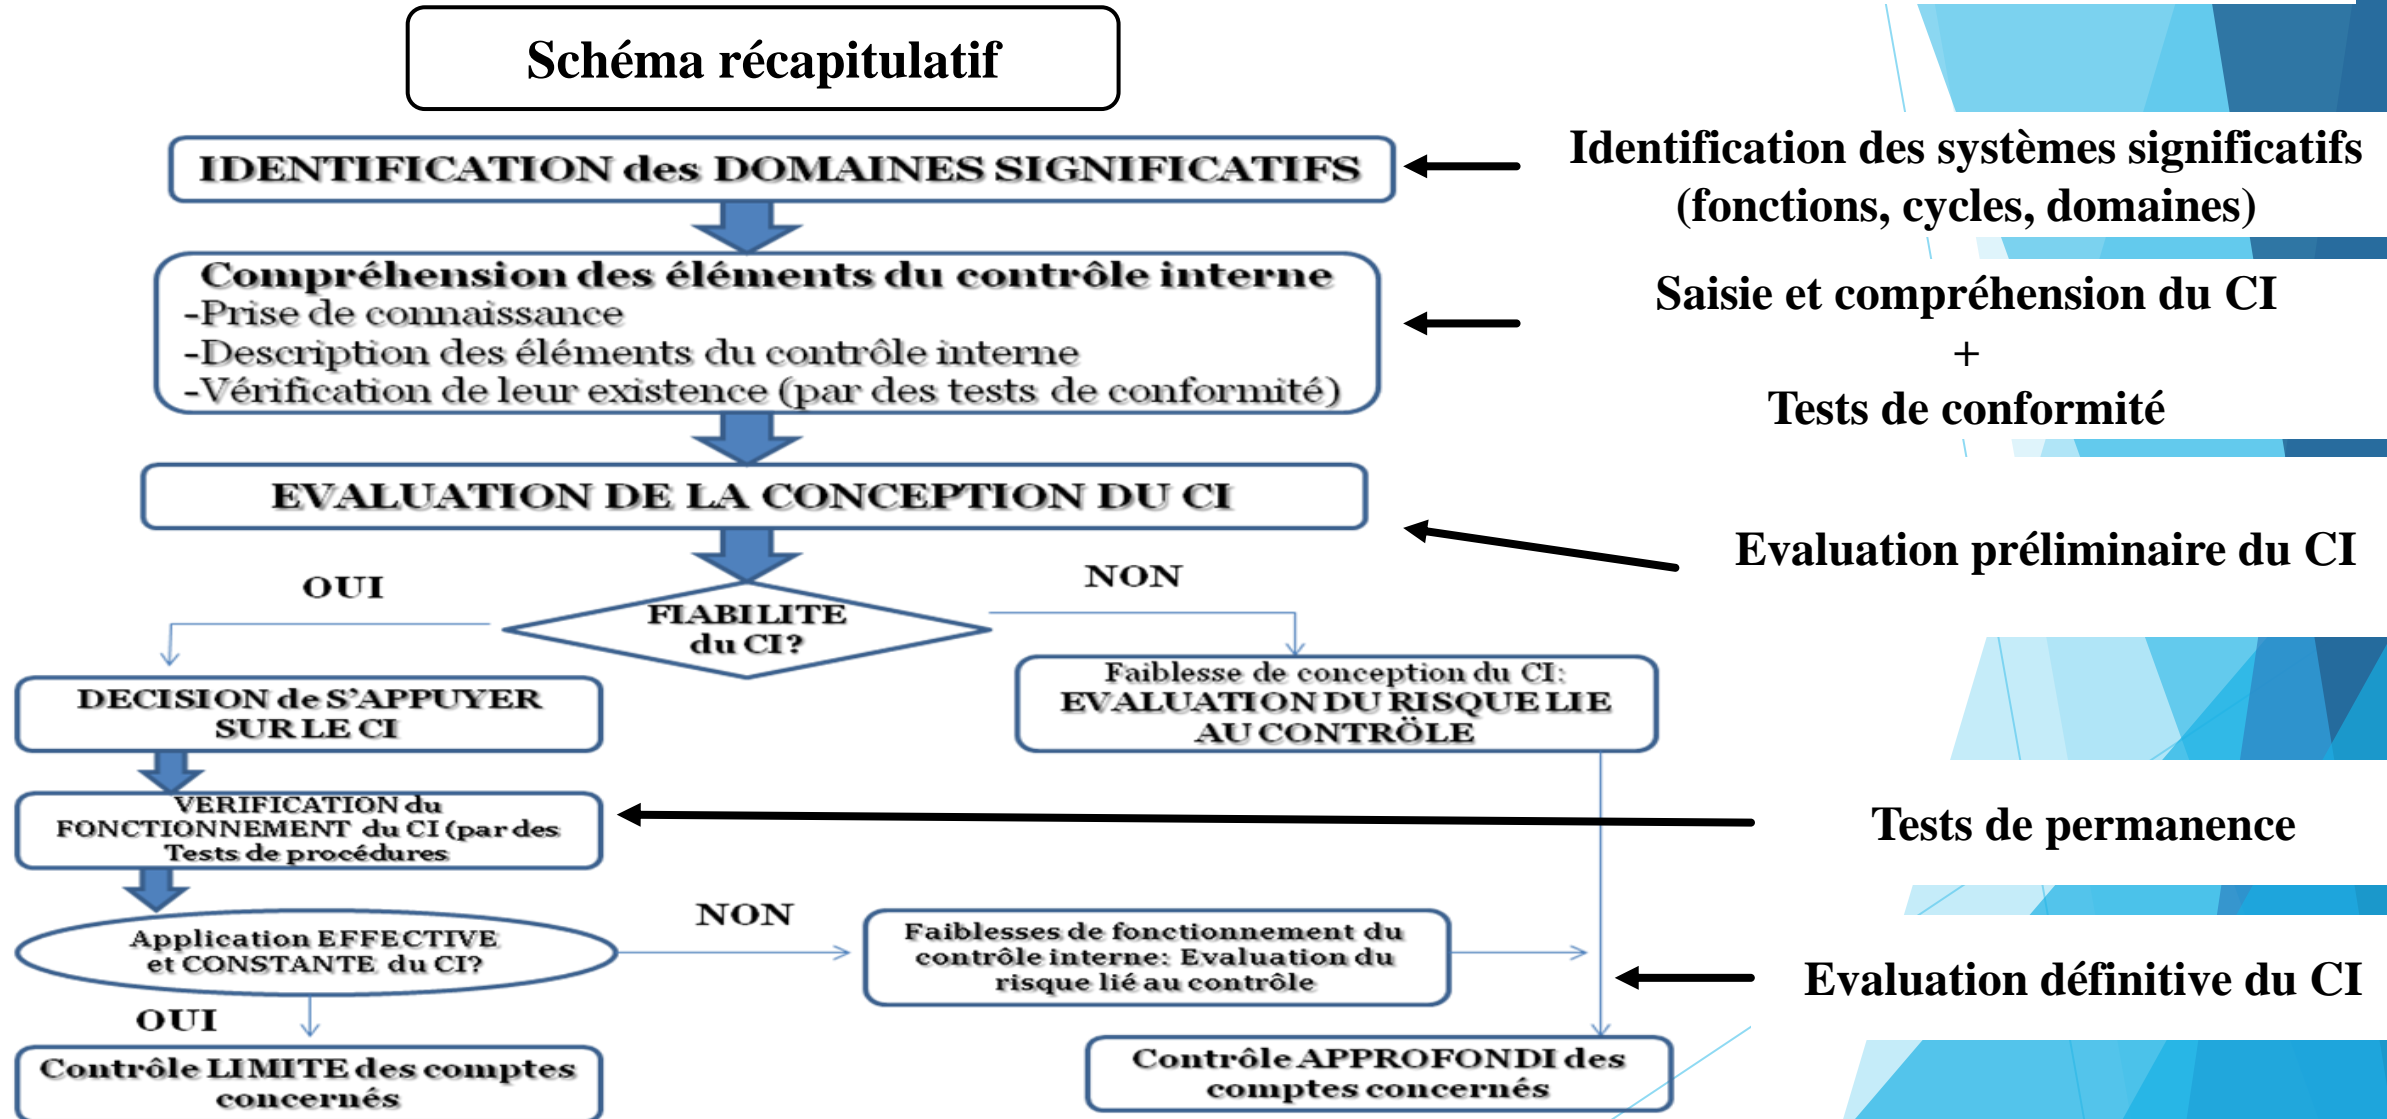 Schéma récapitulatif
IDENTIFICATION des DOMAINES SIGNIFICATIFS
Identification des systèmes significatifs
(fonctions, cycles, domaines)
Compréhension des éléments du contrôle interne
-Prise de connaissance
-Description des éléments du contrôle interne
-Vérification de leur existence (par des tests de conformité)
Saisie et compréhension du CI
+
Tests de conformité
EVALUATION DE LA CONCEPTION DU CI
Evaluation préliminaire du CI
OUI
FIABILITE
du CI?
NON
DECISION de S'APPUYER
SUR LE CI
Faiblesse de conception du CI:
EVALUATION DU RISQUE LIE
AU CONTRÖLE
VERIFICATION du
FONCTIONNEMENT du CI (par des
Tests de procédures
Tests de permanence
Application EFFECTIVE
et CONSTANTE du CI?
NON
Faiblesses de fonctionnement du
contrôle interne: Evaluation du
risque lié au contrôle
Evaluation définitive du CI
OUI
Contrôle LIMITE des comptes
concernés
Contrôle APPROFONDI des
comptes concernés